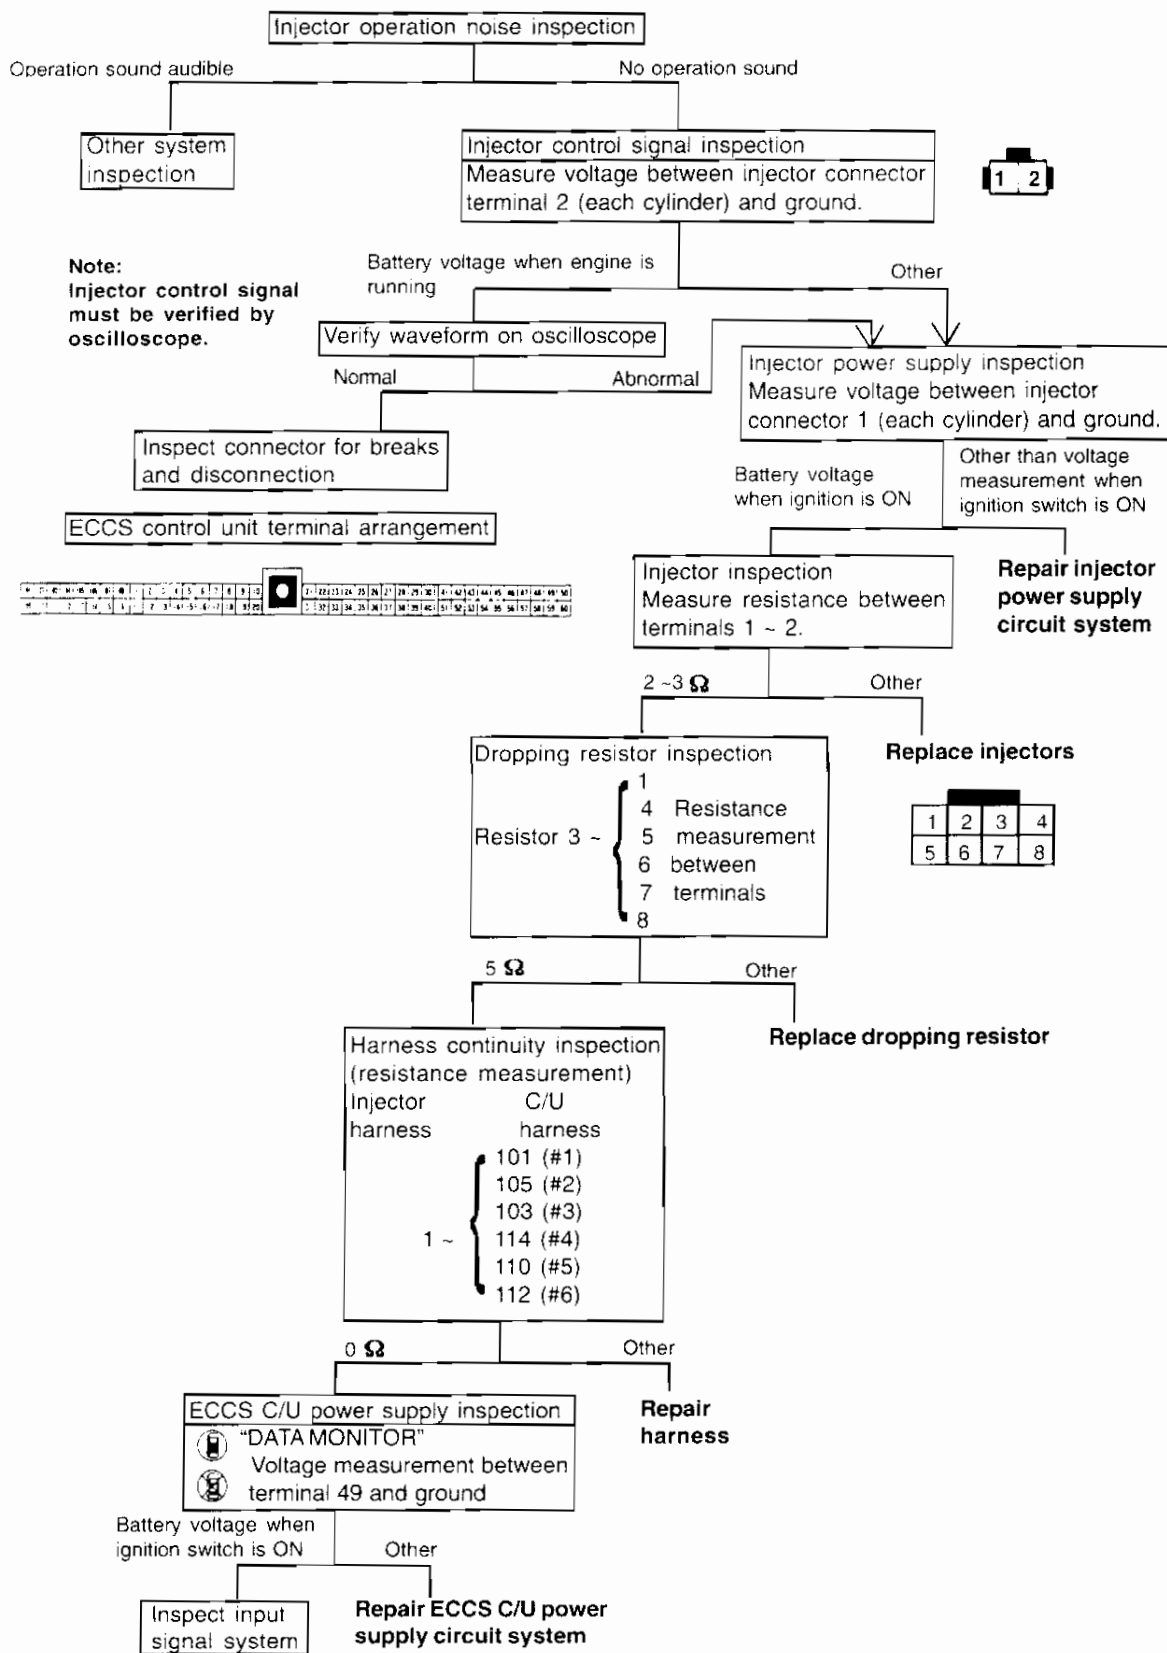 Injector operation noise inspection
Operation sound audible
No operation sound
Other system
inspection
Injector control signal inspection
Measure voltage between injector connector
terminal 2 (each cylinder) and ground.
1 2
Note:
Injector control signal
must be verified by
oscilloscope.
Battery voltage when engine is
running
Other
Verify waveform on oscilloscope
Normal
Abnormal
Injector power supply inspection
Measure voltage between injector
connector 1 (each cylinder) and ground.
Inspect connector for breaks
and disconnection
Battery voltage
when ignition is ON
Other than voltage
measurement when
ignition switch is ON
ECCS control unit terminal arrangement
Injector inspection
Measure resistance between
terminals 1 ~ 2.
Repair injector
power supply
circuit system
2 ~3 Ω
Other
Dropping resistor inspection
Replace injectors
1
4 Resistance
Resistor 3 ~ 5 measurement
6 between
7 terminals
8
1 2 3 4
5 6 7 8
5 Ω
Other
Replace dropping resistor
Harness continuity inspection
(resistance measurement)
Injector C/U
harness harness
101 (#1)
105 (#2)
103 (#3)
1 ~ 114 (#4)
110 (#5)
112 (#6)
0 Ω
Other
Repair
harness
ECCS C/U power supply inspection
"DATA MONITOR"
Voltage measurement between
terminal 49 and ground
Battery voltage when
ignition switch is ON
Other
Inspect input
signal system
Repair ECCS C/U power
supply circuit system